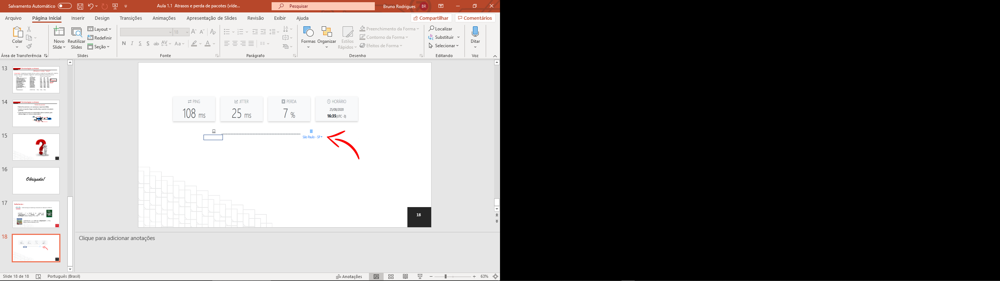 Salvamento Automático
Aula 1.1 Atrasos e perda de pacotes (víde...
Pesquisar
Bruno Rodrigues
BR
Arquivo
Página Inicial
Inserir
Design
Transições
Animações
Apresentação de Slides
Revisão
Exibir
Ajuda
Compartilhar
Comentários
Colar
Novo
Slide
Reutilizar
Slides
Layout
Redefinir
Seção
18
N I S S ab AV Aa A
Formas
Organizar
Estilos
Rápidos
Preenchimento da Forma
Contorno da Forma
Efeitos de Forma
Localizar
Substituir
Selecionar
Ditar
Área de Transferência
Slides
Fonte
Parágrafo
Desenho
Editando
Voz
13
14
15
16
Obrigado!
17
18
PING
108 ms
JITTER
25 ms
PERDA
7 %
HORÁRIO
25/08/2020
16:35(UTC -3)
São Paulo - SP
18
Clique para adicionar anotações
Slide 18 de 18
Português (Brasil)
Anotações
63%